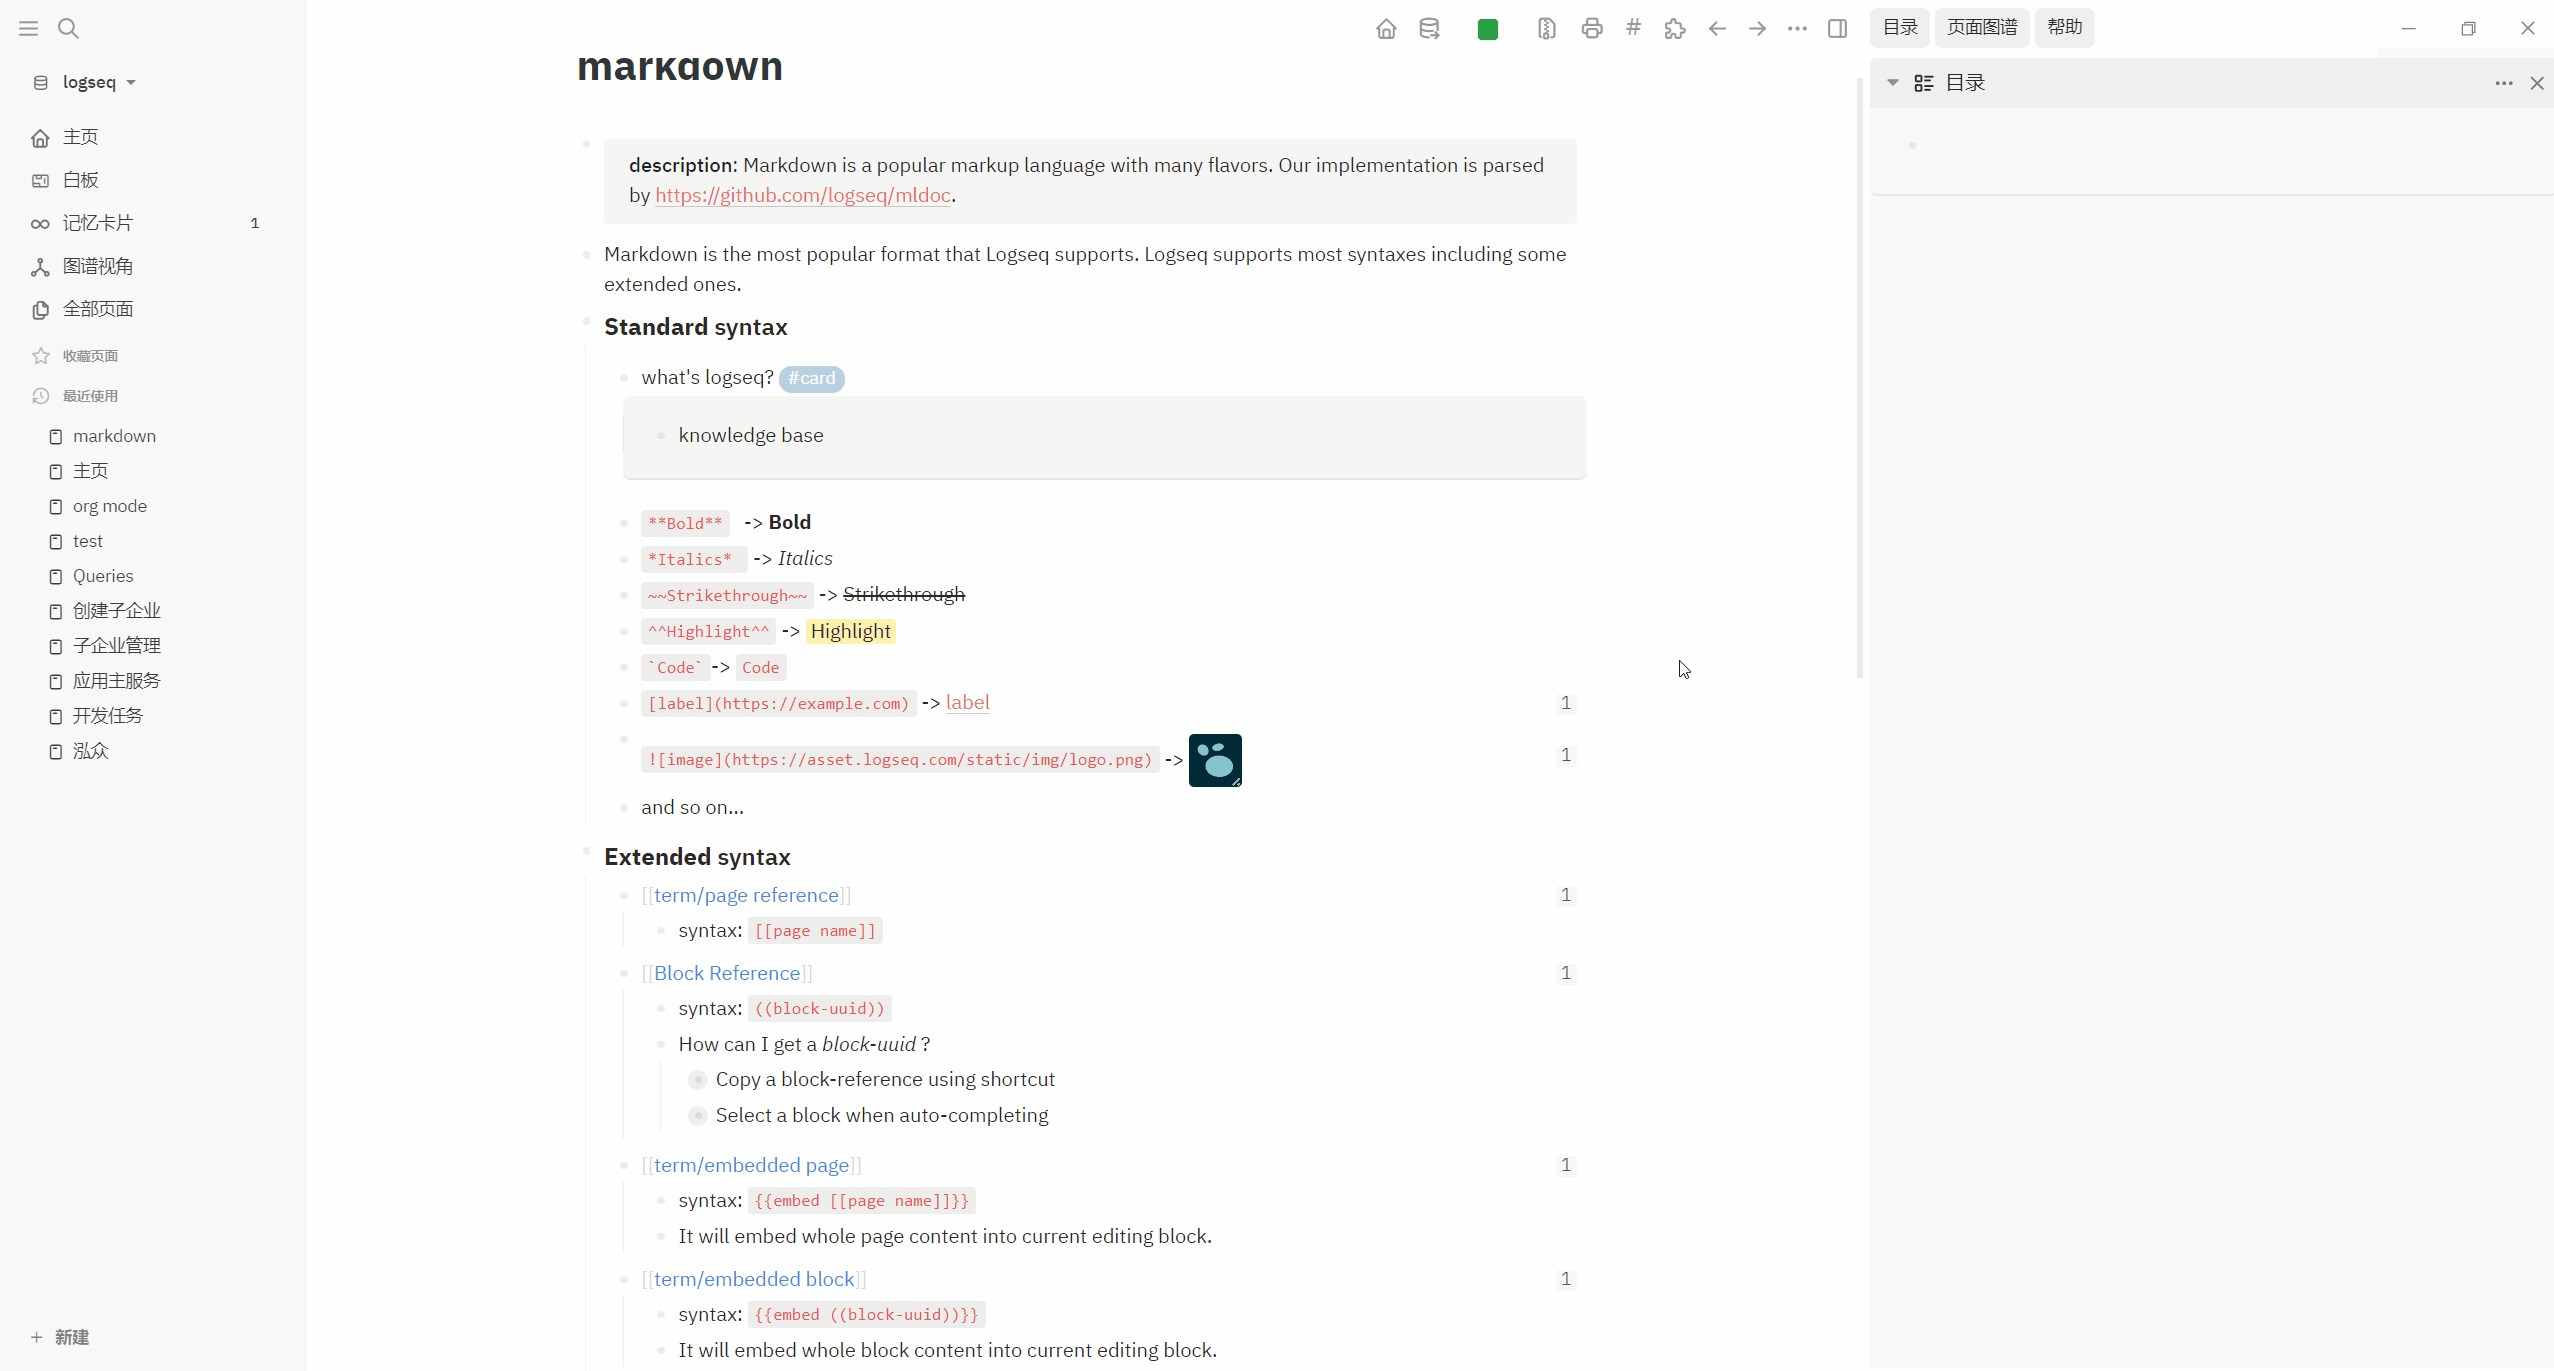 目录
页面图谱
帮助
logseq
主页
白板
记忆卡片 1
图谱视角
全部页面
收藏页面
最近使用
markdown
主页
org mode
test
Queries
创建子企业
子企业管理
应用主服务
开发任务
泓众
+ 新建
markdown
description: Markdown is a popular markup language with many flavors. Our implementation is parsed
by https://github.com/logseq/mldoc.
Markdown is the most popular format that Logseq supports. Logseq supports most syntaxes including some
extended ones.
Standard syntax
what's logseq? #card
knowledge base
**Bold** -> Bold
*Italics* -> Italics
~~Strikethrough~~ -> Strikethrough
^^Highlight^^ -> Highlight
`Code` -> Code
[label](https://example.com) -> label 1
![image](https://asset.logseq.com/static/img/logo.png) -> 1
and so on...
Extended syntax
[[term/page reference]] 1
syntax: [[page name]]
[[Block Reference]] 1
syntax: ((block-uuid))
How can I get a block-uuid ?
Copy a block-reference using shortcut
Select a block when auto-completing
[[term/embedded page]] 1
syntax: {{embed [[page name]]}}
It will embed whole page content into current editing block.
[[term/embedded block]] 1
syntax: {{embed ((block-uuid))}}
It will embed whole block content into current editing block.
目录